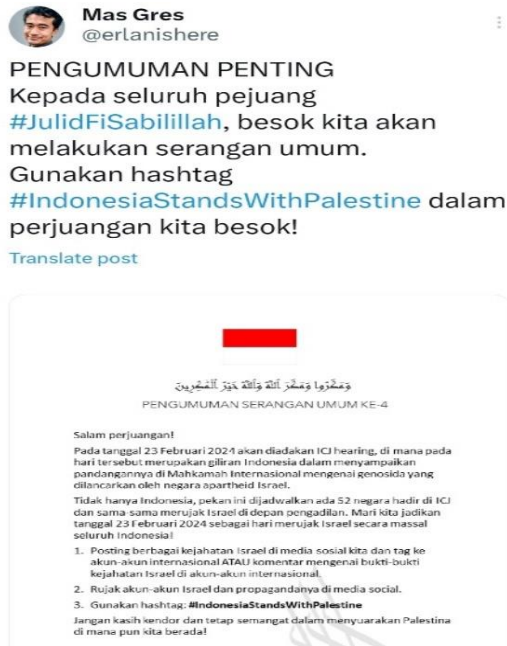 Mas Gres
@erlanishere
PENGUMUMAN PENTING
Kepada seluruh pejuang
#JulidFiSabilillah, besok kita akan
melakukan serangan umum.
Gunakan hashtag
#IndonesiaStandsWithPalestine dalam
perjuangan kita besok!
Translate post
وَمَكَرُوا وَمَكَرَ ٱللَّهُ وَٱللَّهُ خَيْرُ ٱلْمَٰكِرِينَ
PENGUMUMAN SERANGAN UMUM KE-4
Salam perjuangan!
Pada tanggal 23 Februari 2024 akan diadakan ICJ hearing, di mana pada
hari tersebut merupakan giliran Indonesia dalam menyampaikan
pandangannya di Mahkamah Internasional mengenai genosida yang
dilancarkan oleh negara apartheid Israel.
Tidak hanya Indonesia, pekan ini dijadwalkan ada 52 negara hadir di ICJ
dan sama-sama merujak Israel di depan pengadilan. Mari kita jadikan
tanggal 23 Februari 2024 sebagai hari merujak Israel secara massal
seluruh Indonesia!
1. Posting berbagai kejahatan Israel di media sosial kita dan tag ke
akun-akun internasional ATAU komentar mengenai bukti-bukti
kejahatan Israel di akun-akun internasional.
2. Rujak akun-akun Israel dan propagandanya di media social.
3. Gunakan hashtag: #IndonesiaStandsWithPalestine
Jangan kasih kendor dan tetap semangat dalam menyuarakan Palestina
di mana pun kita berada!